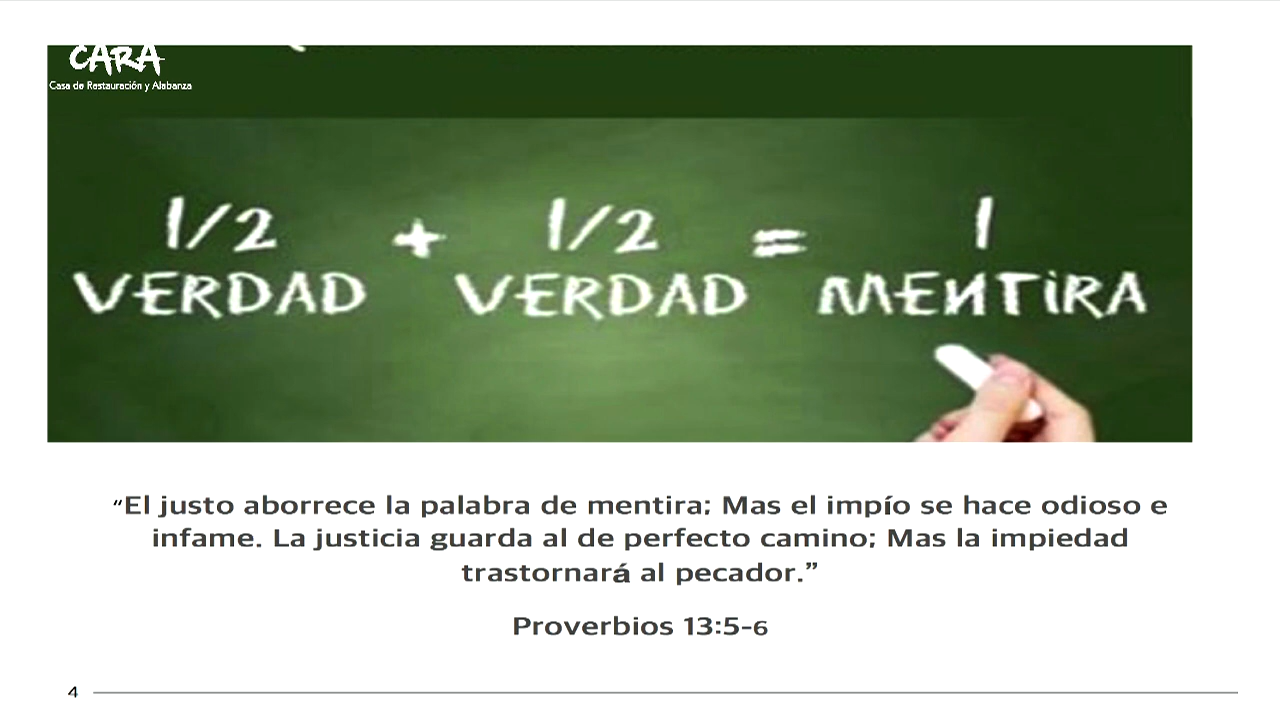 CARA
Casa de Restauración y Alabanza
1/2 + 1/2 = 1
VERDAD VERDAD MENTiRA
“El justo aborrece la palabra de mentira; Mas el impío se hace odioso e
infame. La justicia guarda al de perfecto camino; Mas la impiedad
trastornará al pecador.”
Proverbios 13:5-6
4